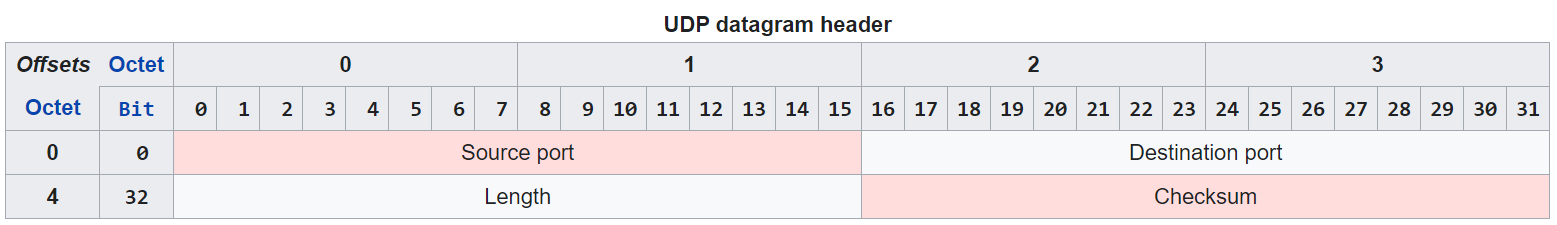 UDP datagram header
Offsets Octet 0 1 2 3
Octet Bit 0 1 2 3 4 5 6 7 8 9 10 11 12 13 14 15 16 17 18 19 20 21 22 23 24 25 26 27 28 29 30 31
0 0 Source port Destination port
4 32 Length Checksum